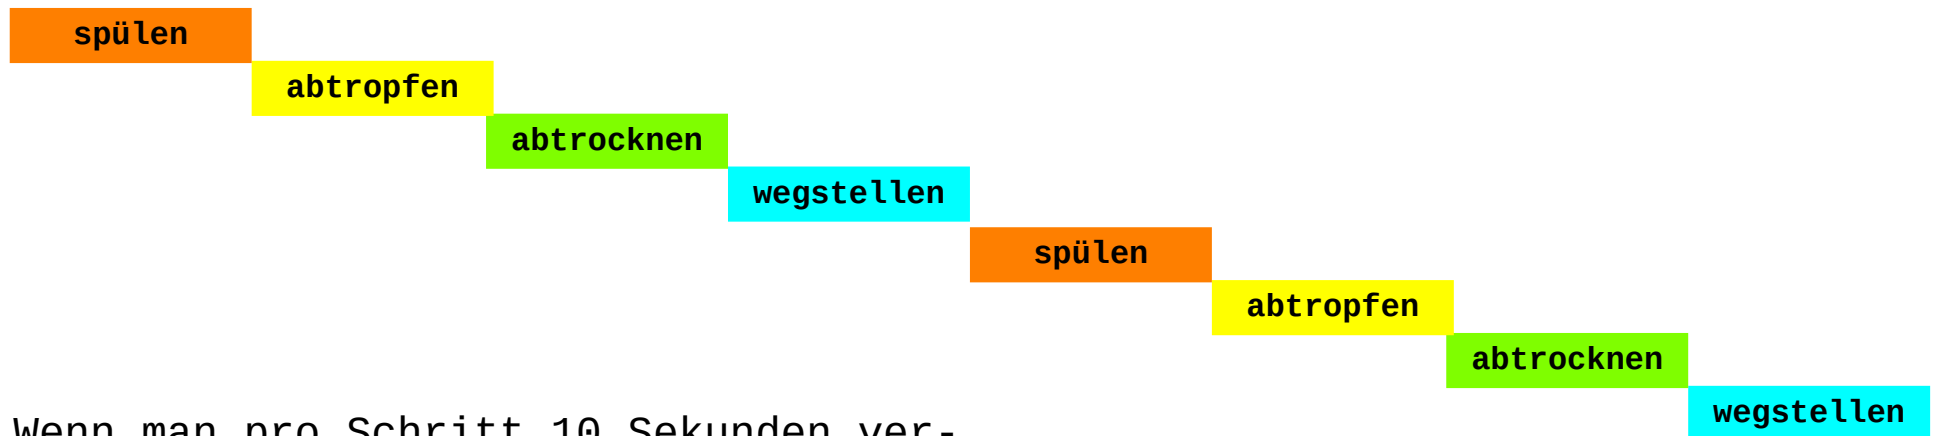 spülen
abtropfen
abtrocknen
wegstellen
spülen
abtropfen
abtrocknen
wegstellen
Wenn man pro Schritt 10 Sekunden ver-